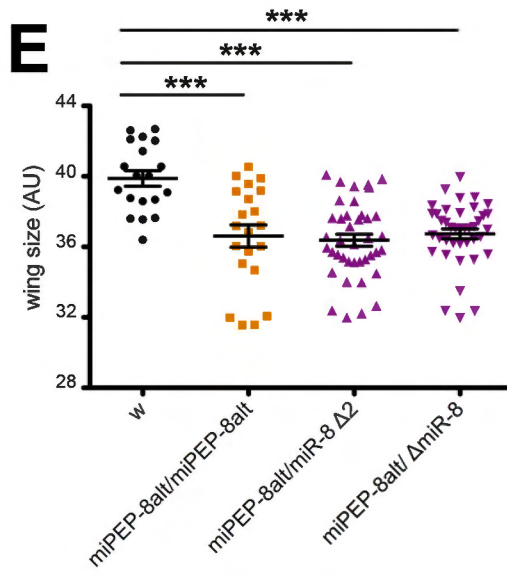 E
***
***
***
44
40
36
32
28
wing size (AU)
w
miPEP-8alt/miPEP-8alt
miPEP-8alt/miR-8 Δ2
miPEP-8alt/ ΔmiR-8